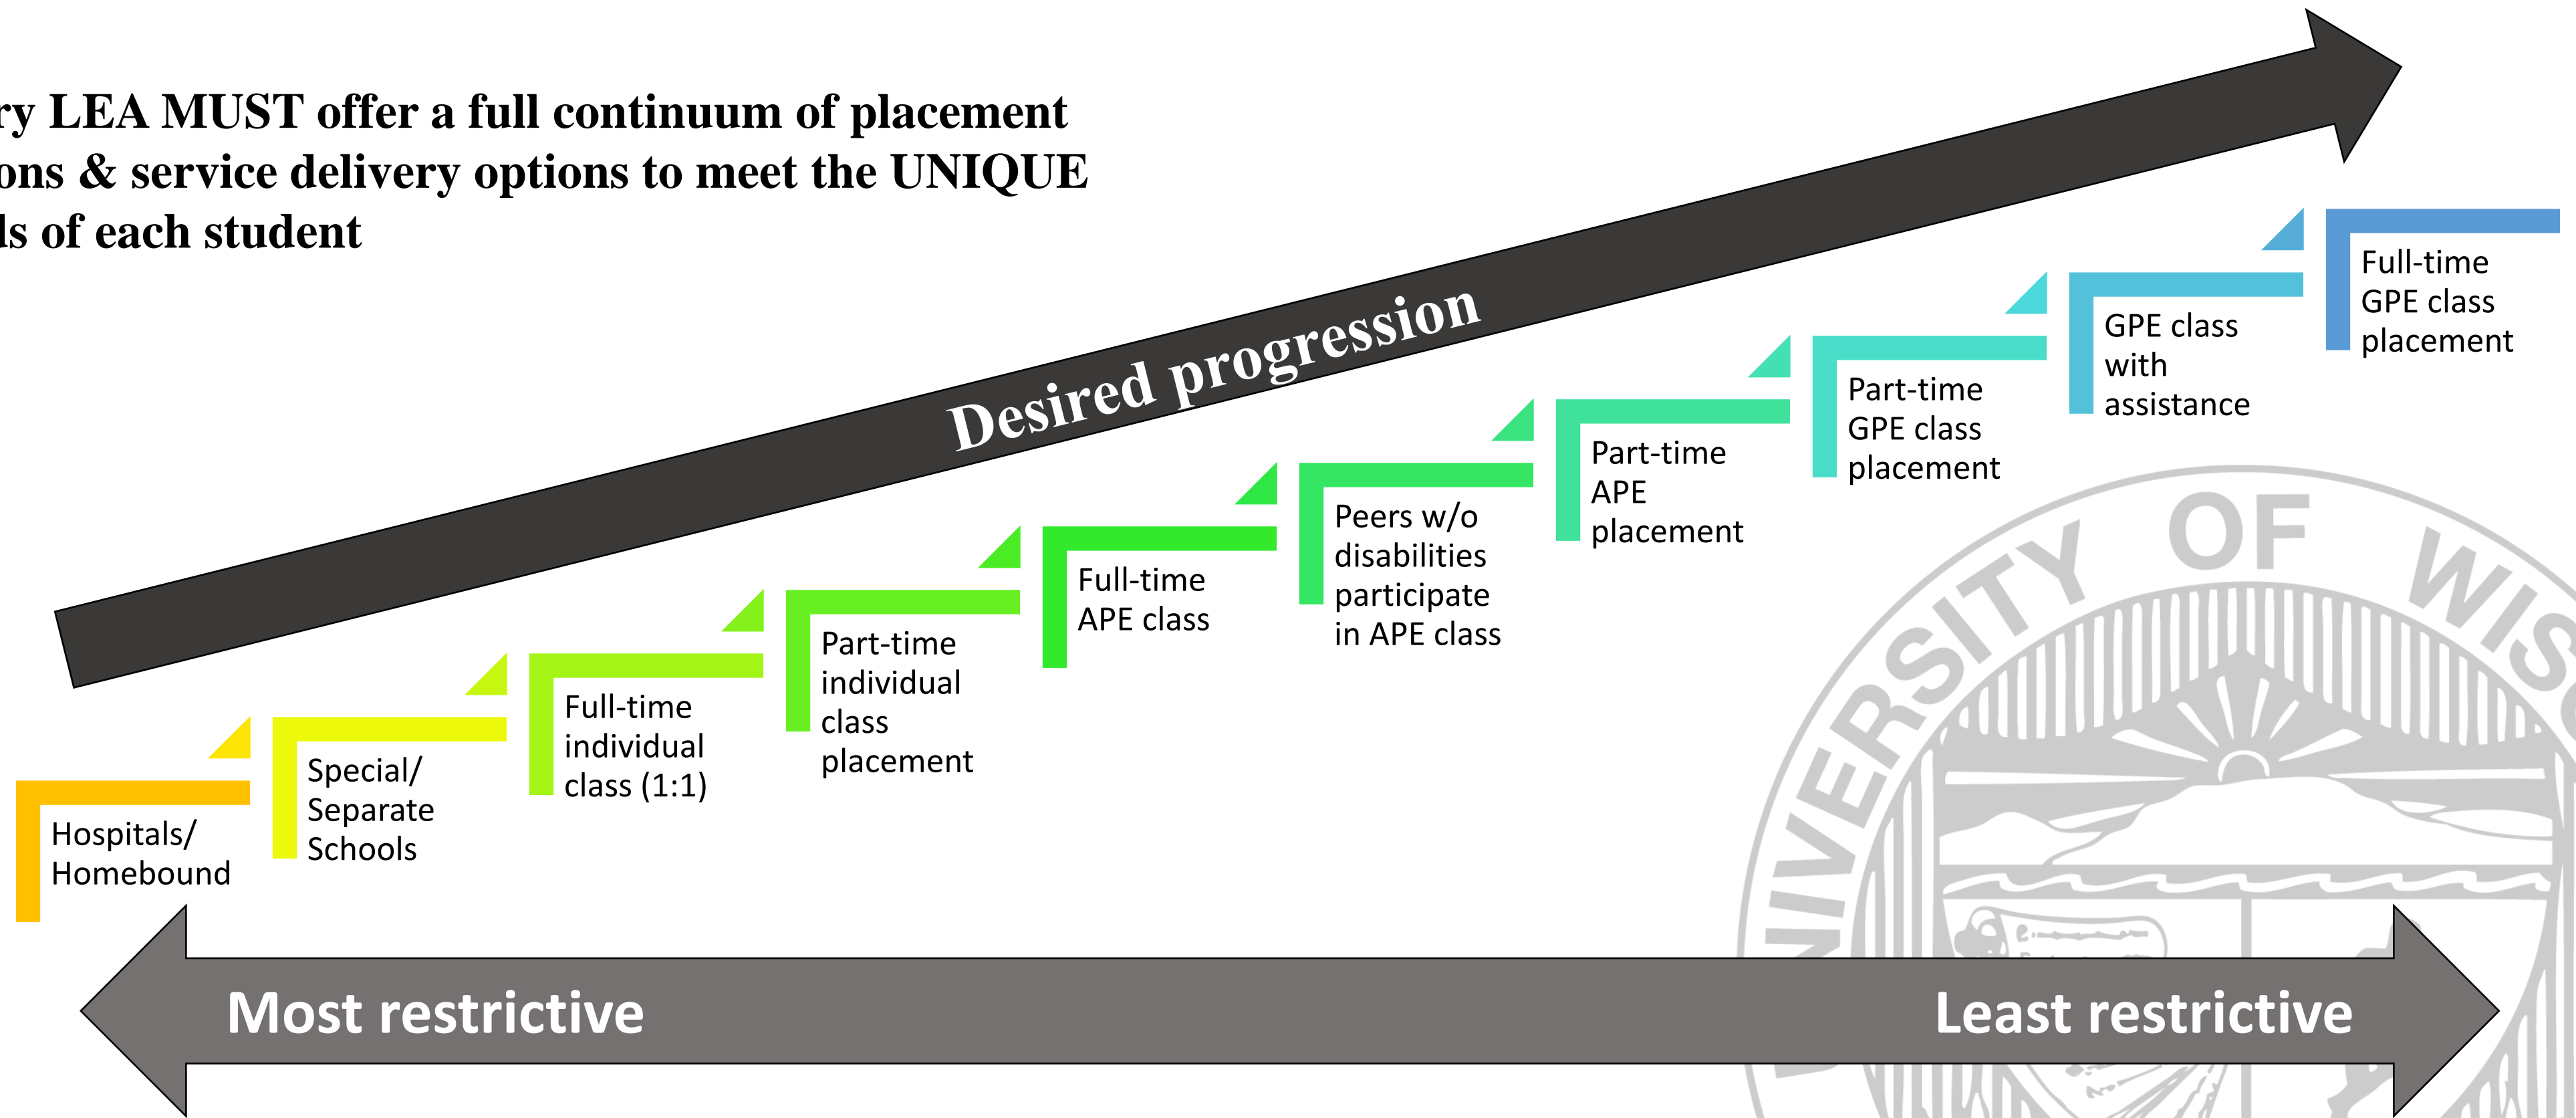 ry LEA MUST offer a full continuum of placement
ons & service delivery options to meet the UNIQUE
ds of each student
Desired progression
Hospitals/
Homebound
Special/
Separate
Schools
Full-time
individual
class (1:1)
Part-time
individual
class
placement
Full-time
APE class
Peers w/o
disabilities
participate
in APE class
Part-time
APE
placement
Part-time
GPE class
placement
GPE class
with
assistance
Full-time
GPE class
placement
Most restrictive
Least restrictive
UNIVERSITY OF WISC